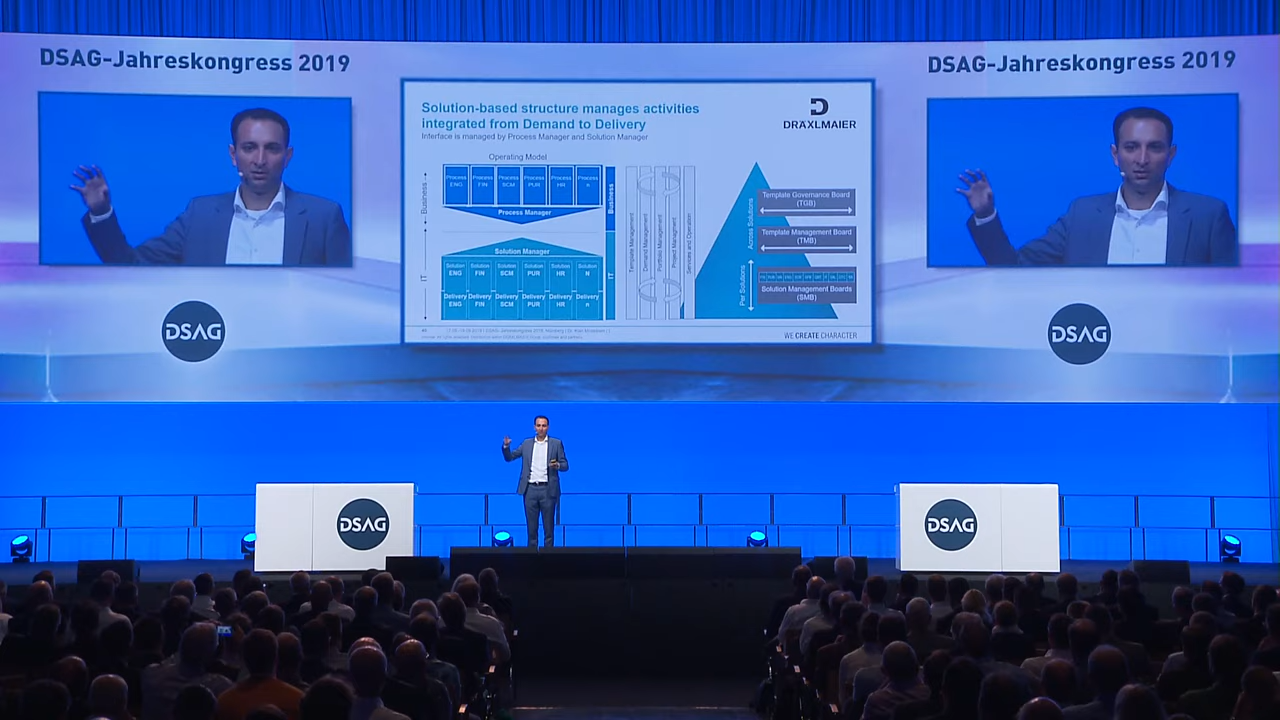 DSAG-Jahreskongress 2019
DSAG-Jahreskongress 2019
Solution-based structure manages activities
integrated from Demand to Delivery
Interface is managed by Process Manager and Solution Manager
DRÄXLMAIER
Operating Model
Business
Process ENG
Process FIN
Process SCM
Process PUR
Process HR
Process n
Process Manager
Business
IT
Solution Manager
Solution ENG
Solution FIN
Solution SCM
Solution PUR
Solution HR
Solution N
Delivery ENG
Delivery FIN
Delivery SCM
Delivery PUR
Delivery HR
Delivery n
IT
Template Management
Demand Management
Portfolio Management
Project Management
Services and Operation
Across Solutions
Per Solutions
Template Governance Board
(TGB)
Template Management Board
(TMB)
Solution Management Boards
(SMB)
WE CREATE CHARACTER
DSAG
DSAG
DSAG
DSAG